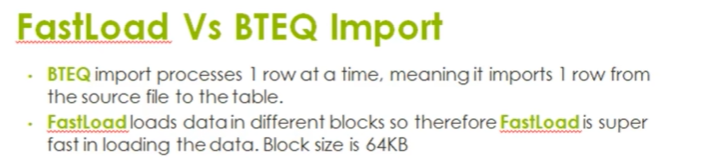 FastLoad Vs BTEQ Import
• BTEQ import processes 1 row at a time, meaning it imports 1 row from
the source file to the table.
• FastLoad loads data in different blocks so therefore FastLoad is super
fast in loading the data. Block size is 64KB